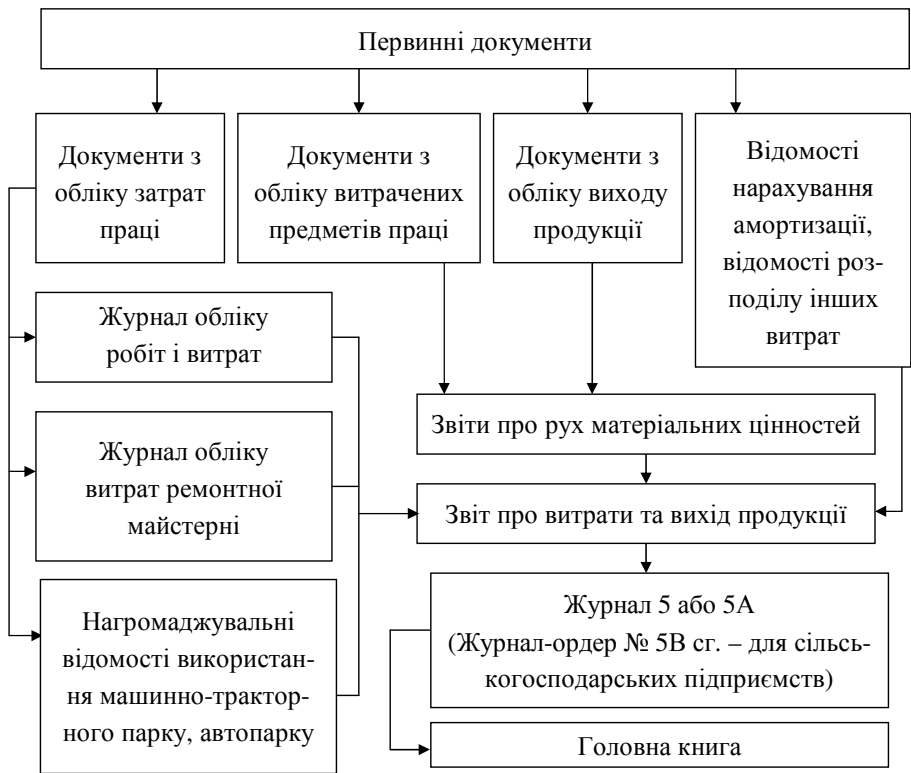 Первинні документи
Документи з
обліку затрат
праці
Документи з
обліку витрачених
предметів праці
Документи з
обліку виходу
продукції
Відомості
нарахування
амортизації,
відомості роз-
поділу інших
витрат
Журнал обліку
робіт і витрат
Звіти про рух матеріальних цінностей
Журнал обліку
витрат ремонтної
майстерні
Звіт про витрати та вихід продукції
Нагромаджувальні
відомості використан-
ня машинно-трактор-
ного парку, автопарку
Журнал 5 або 5А
(Журнал-ордер № 5В сг. – для сільсь-
когосподарських підприємств)
Головна книга